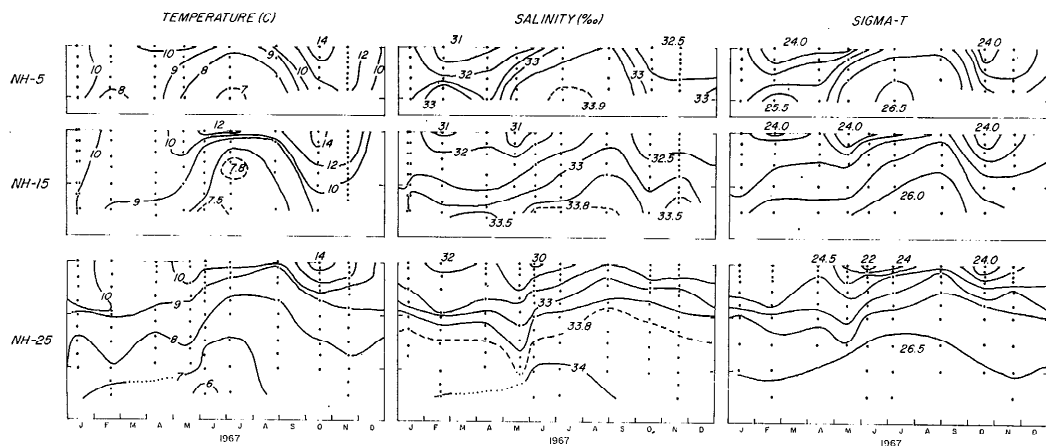 TEMPERATURE (C) SALINITY (‰) SIGMA-T
NH-5
10 10 9 10 14 12
10 8 9 8 7 10
31 32 33 33 33.9 32.5 33
24.0 25.5 26.5 24.0
NH-15
10 10 12 14 12
9 7.5 7.8 10
31 32 31 33 32.5
33.5 33.8 33.5
24.0 24.0 26.0 24.0
NH-25
10 10 14
10 9 8 7 6
32 30 33 33.8 34
24.5 22 24 24.0 26.5
J F M A M J J A S O N D
1967
J F M A M J J A S O N D
1967
J F M A M J J A S O N D
1967